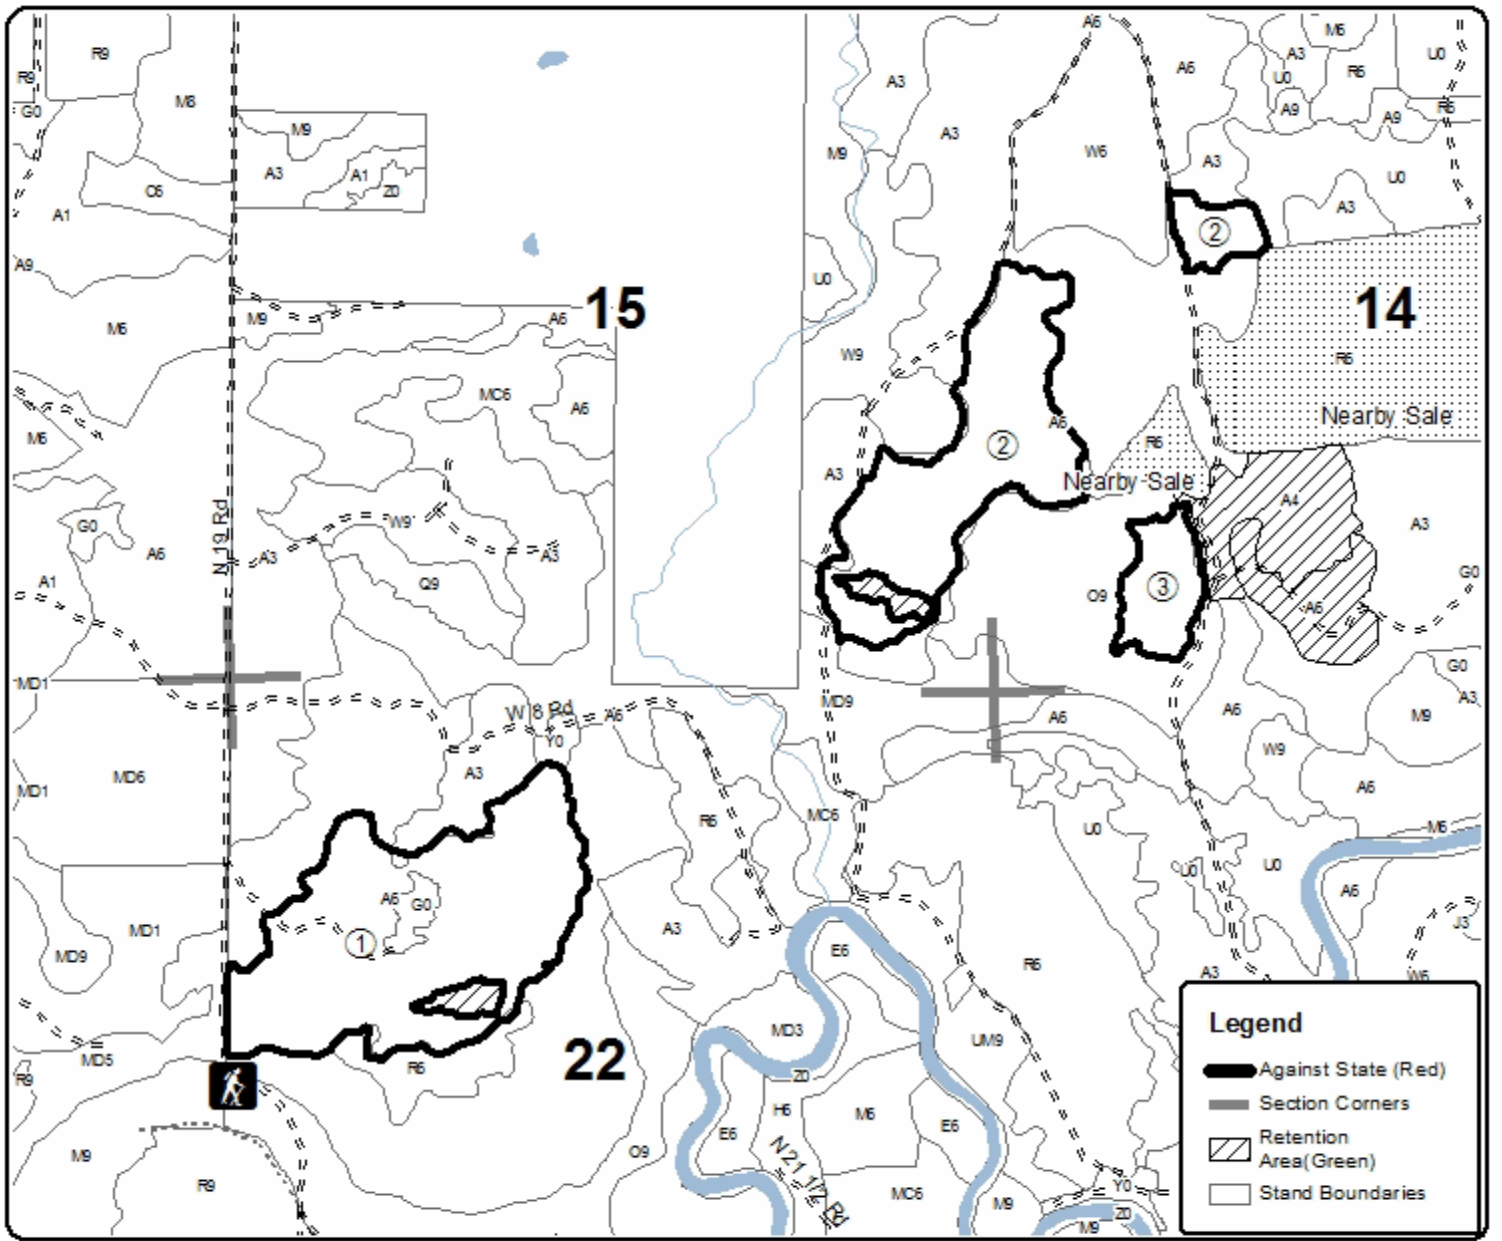 A6
M6
R9
A3
U0
R9
A6
R6
A3
U0
M8
A9
R6
G0
A9
M9
A3
W6
M9
A3
A3
A1
U0
Z0
A1
A3
2
A9
U0
15
14
M9
A6
M6
W9
R6
MC6
A6
Nearby Sale
A6
M6
2
R6
A3
Nearby Sale
A4
N 19 Rd
G0
W9
A3
A6
A3
A3
A1
Q9
3
G0
O9
A6
MD1
G0
MD9
A3
W 8 Rd
A6
A6
A6
M9
Y0
W9
MD6
A3
A6
MD1
MC6
R6
U0
M6
U0
U0
A6
A6
G0
J3
A3
MD1
1
E6
MD9
R6
A3
W6
Legend
MD3
UM9
MD5
22
R6
Against State (Red)
R9
Z0
Section Corners
H6
M6
E6
E6
Retention
Area(Green)
M9
O9
N 21 1/2 Rd
R9
MC6
Y0
Stand Boundaries
M9
Z0
M9